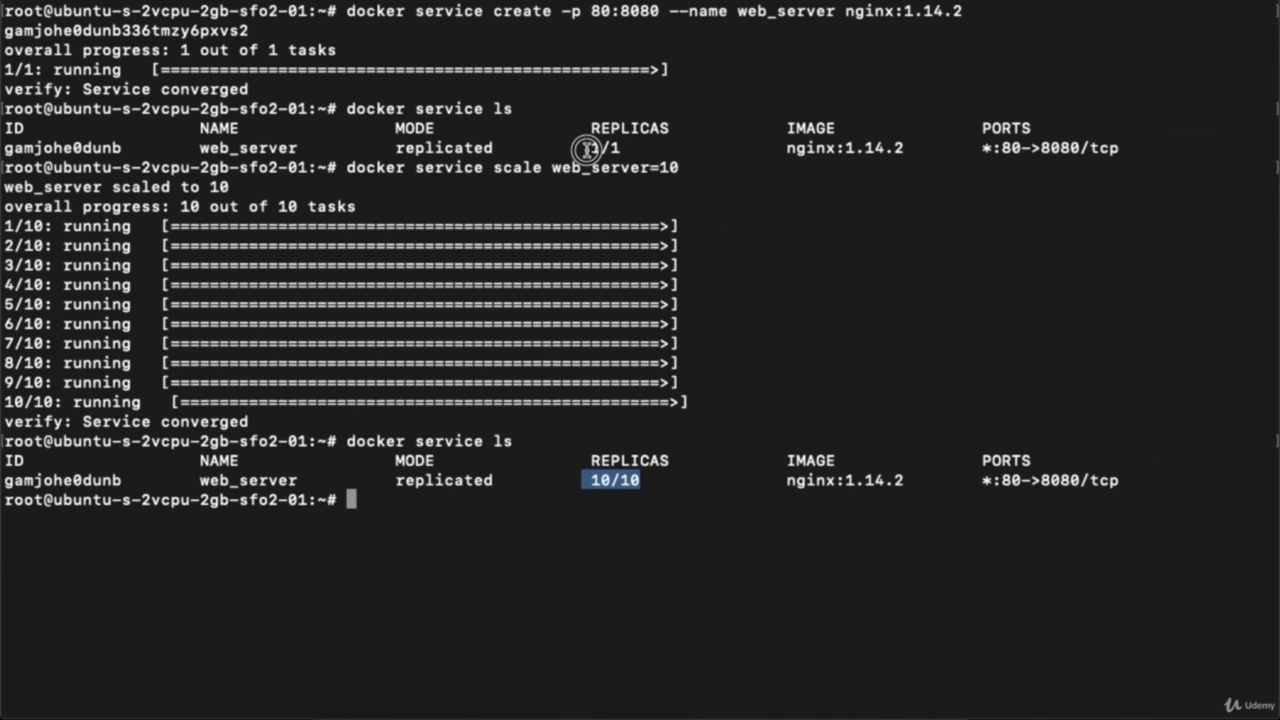 root@ubuntu-s-2vcpu-2gb-sfo2-01:~# docker service create -p 80:8080 --name web_server nginx:1.14.2
gamjohe0dunb336tmzy6pxvs2
overall progress: 1 out of 1 tasks
1/1: running   [==================================================>]
verify: Service converged
root@ubuntu-s-2vcpu-2gb-sfo2-01:~# docker service ls
ID                  NAME                MODE                REPLICAS            IMAGE               PORTS
gamjohe0dunb        web_server          replicated          1/1                 nginx:1.14.2        *:80->8080/tcp
root@ubuntu-s-2vcpu-2gb-sfo2-01:~# docker service scale web_server=10
web_server scaled to 10
overall progress: 10 out of 10 tasks
1/10: running   [==================================================>]
2/10: running   [==================================================>]
3/10: running   [==================================================>]
4/10: running   [==================================================>]
5/10: running   [==================================================>]
6/10: running   [==================================================>]
7/10: running   [==================================================>]
8/10: running   [==================================================>]
9/10: running   [==================================================>]
10/10: running   [==================================================>]
verify: Service converged
root@ubuntu-s-2vcpu-2gb-sfo2-01:~# docker service ls
ID                  NAME                MODE                REPLICAS            IMAGE               PORTS
gamjohe0dunb        web_server          replicated          10/10               nginx:1.14.2        *:80->8080/tcp
root@ubuntu-s-2vcpu-2gb-sfo2-01:~#
Udemy